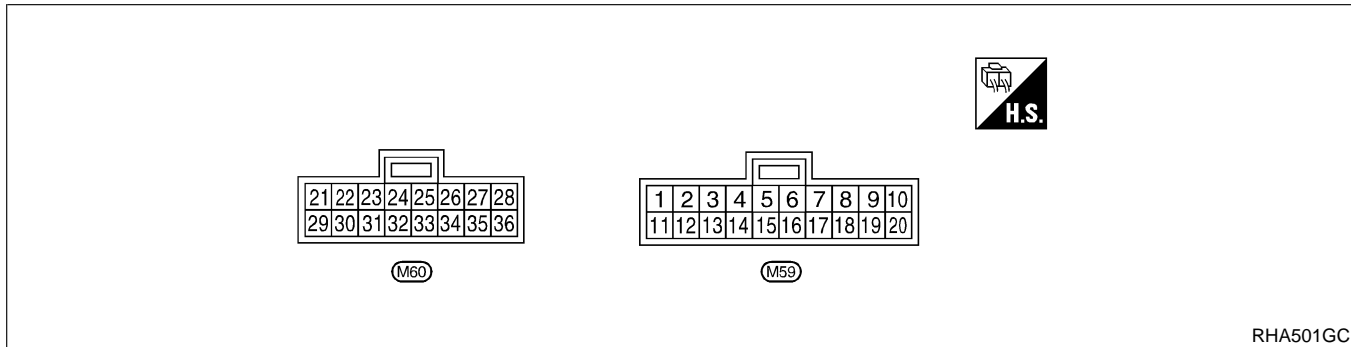 H.S.
21 22 23 24 25 26 27 28
29 30 31 32 33 34 35 36
M60
1 2 3 4 5 6 7 8 9 10
11 12 13 14 15 16 17 18 19 20
M59
RHA501GC